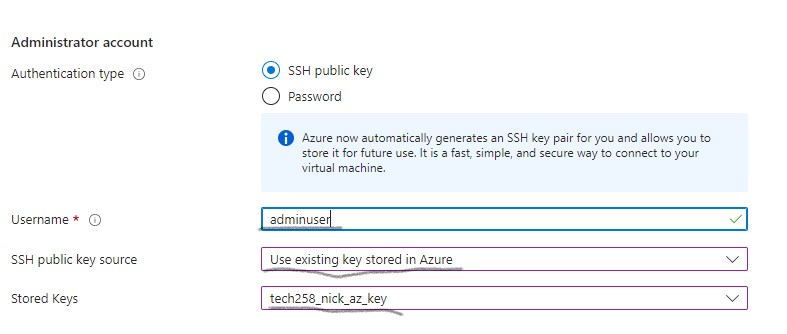 Administrator account
Authentication type
SSH public key
Password
Azure now automatically generates an SSH key pair for you and allows you to
store it for future use. It is a fast, simple, and secure way to connect to your
virtual machine.
Username *
adminuser
SSH public key source
Use existing key stored in Azure
Stored Keys
tech258_nick_az_key